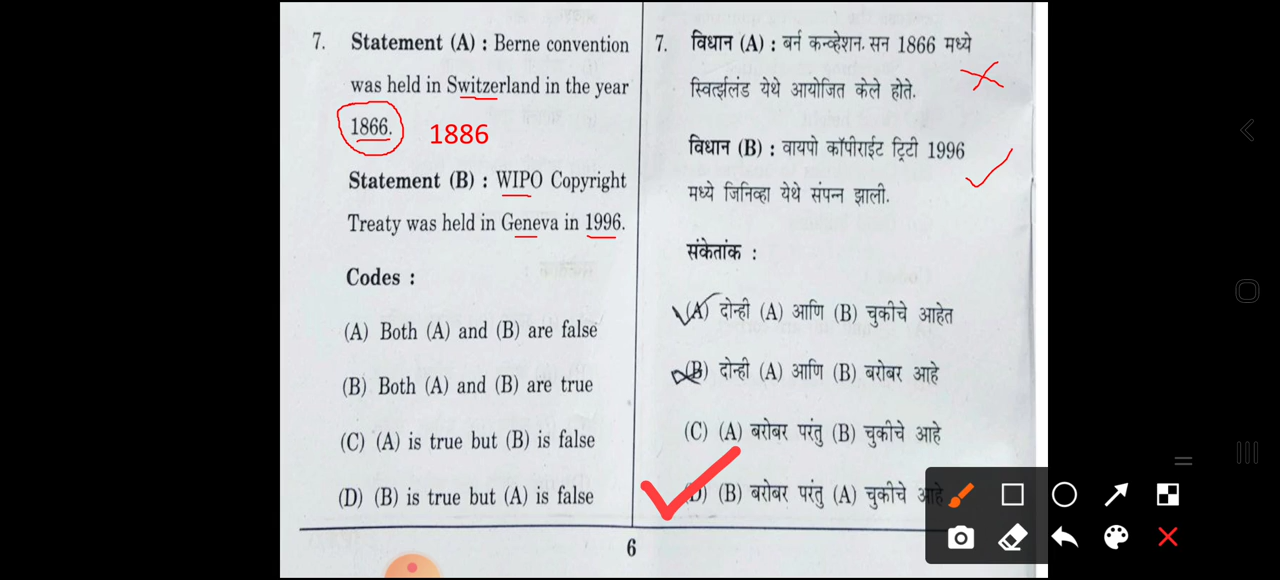 7. Statement (A) : Berne convention
was held in Switzerland in the year
1866. 1886
Statement (B) : WIPO Copyright
Treaty was held in Geneva in 1996.
Codes :
(A) Both (A) and (B) are false
(B) Both (A) and (B) are true
(C) (A) is true but (B) is false
(D) (B) is true but (A) is false
7. विधान (A) : बर्न कन्व्हेशन. सन 1866 मध्ये
स्वित्झलंड येथे आयोजित केले होते.
विधान (B) : वायपो कॉपीराईट ट्रिटी 1996
मध्ये जिनिव्हा येथे संपन्न झाली.
संकेतांक :
(A) दोन्ही (A) आणि (B) चुकीचे आहेत
(B) दोन्ही (A) आणि (B) बरोबर आहे
(C) (A) बरोबर परंतु (B) चुकीचे आहे
(D) (B) बरोबर परंतु (A) चुकीचे आहे
6